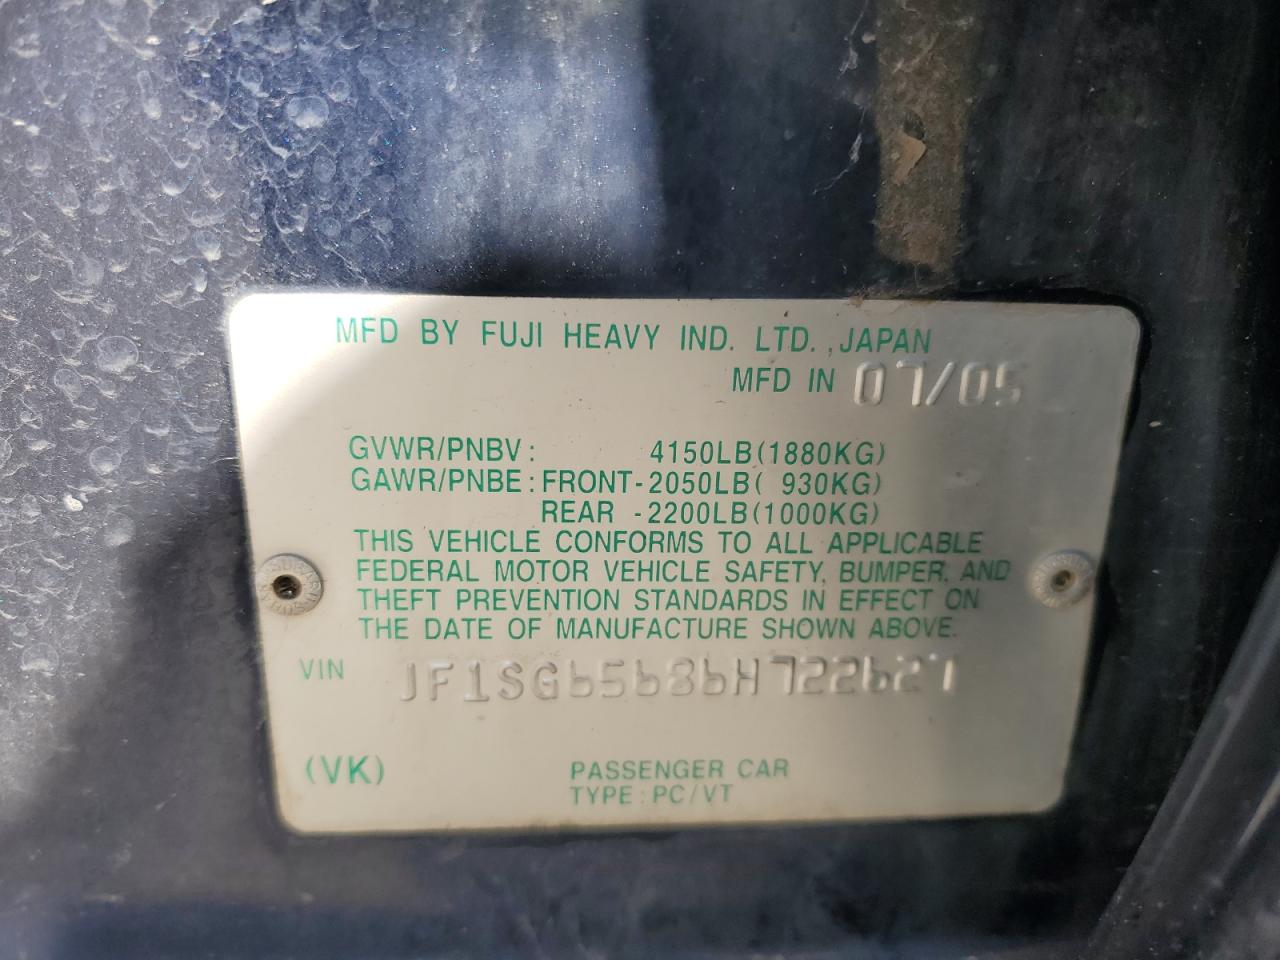 MFD BY FUJI HEAVY IND. LTD., JAPAN
MFD IN 07/05
GVWR/PNBV: 4150LB(1880KG)
GAWR/PNBE: FRONT-2050LB( 930KG)
REAR -2200LB(1000KG)
THIS VEHICLE CONFORMS TO ALL APPLICABLE
FEDERAL MOTOR VEHICLE SAFETY, BUMPER, AND
THEFT PREVENTION STANDARDS IN EFFECT ON
THE DATE OF MANUFACTURE SHOWN ABOVE.
VIN JF1SG65686H722627
(VK) PASSENGER CAR
TYPE: PC/VT